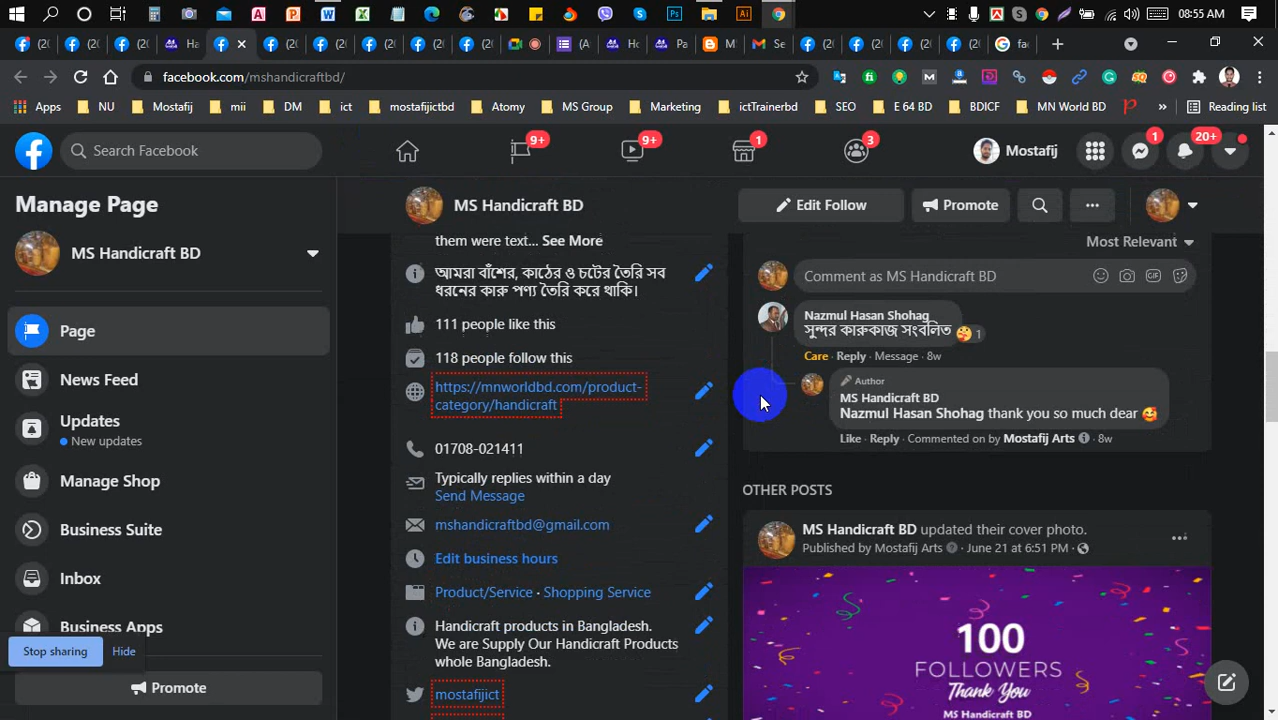 08:55 AM
facebook.com/mshandicraftbd/
Apps
NU
Mostafij
mii
DM
ict
mostafijictbd
Atomy
MS Group
Marketing
ictTrainerbd
SEO
E 64 BD
BDICF
MN World BD
»
Reading list
Search Facebook
9+
9+
1
3
Mostafij
1
20+
Manage Page
MS Handicraft BD
Page
News Feed
Updates
New updates
Manage Shop
Business Suite
Inbox
Business Apps
Stop sharing
Hide
Promote
MS Handicraft BD
Edit Follow
Promote
them were text... See More
আমরা বাঁশের, কাঠের ও চটের তৈরি সব
ধরনের কারু পণ্য তৈরি করে থাকি।
111 people like this
118 people follow this
https://mnworldbd.com/product-
category/handicraft
01708-021411
Typically replies within a day
Send Message
mshandicraftbd@gmail.com
Edit business hours
Product/Service · Shopping Service
Handicraft products in Bangladesh.
We are Supply Our Handicraft Products
whole Bangladesh.
mostafijict
Most Relevant
Comment as MS Handicraft BD
Nazmul Hasan Shohag
সুন্দর কারুকাজ সংবলিত 🥰 1
Care · Reply · Message · 8w
Author
MS Handicraft BD
Nazmul Hasan Shohag thank you so much dear 🥰
Like · Reply · Commented on by Mostafij Arts · 8w
OTHER POSTS
MS Handicraft BD updated their cover photo.
Published by Mostafij Arts · June 21 at 6:51 PM ·
100
FOLLOWERS
Thank You
MS Handicraft BD